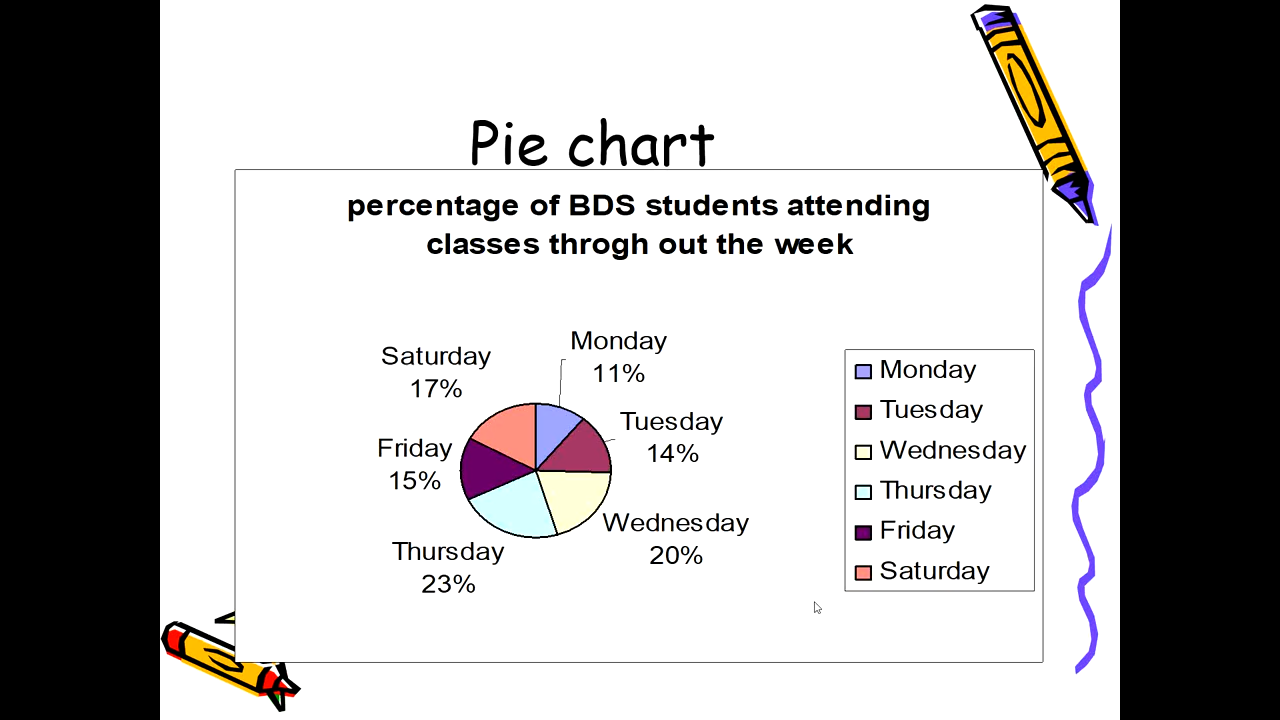 Pie chart
percentage of BDS students attending
classes throgh out the week
Monday
11%
Tuesday
14%
Wednesday
20%
Thursday
23%
Friday
15%
Saturday
17%
Monday
Tuesday
Wednesday
Thursday
Friday
Saturday